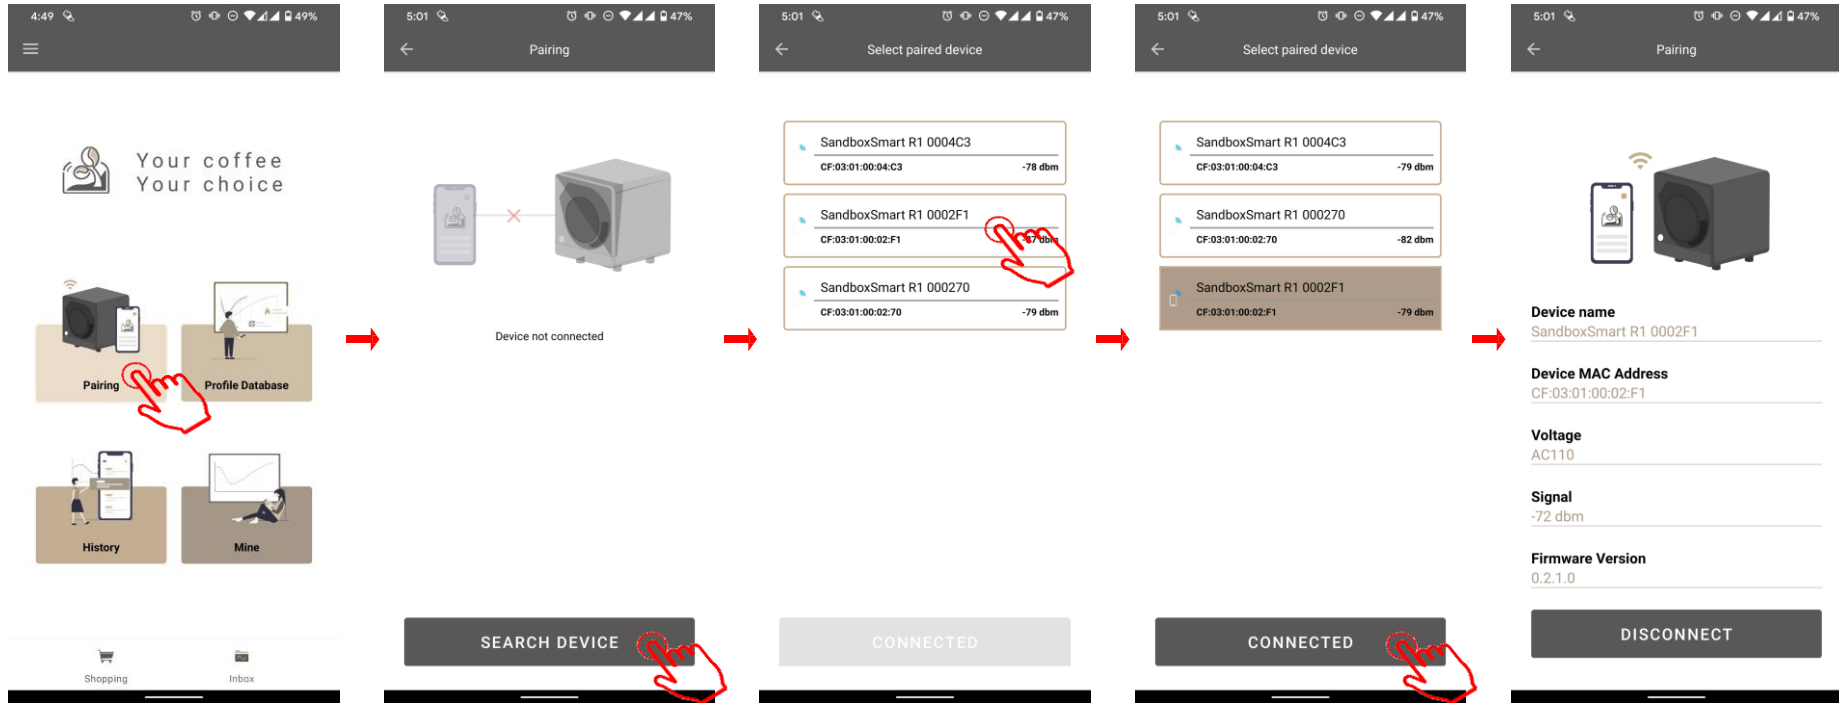 4:49
49%
Your coffee
Your choice
Pairing
Profile Database
History
Mine
Shopping
Inbox
5:01
47%
Pairing
Device not connected
SEARCH DEVICE
5:01
47%
Select paired device
SandboxSmart R1 0004C3
CF:03:01:00:04:C3
-78 dbm
SandboxSmart R1 0002F1
CF:03:01:00:02:F1
dbm
SandboxSmart R1 000270
CF:03:01:00:02:70
-79 dbm
CONNECTED
5:01
47%
Select paired device
SandboxSmart R1 0004C3
CF:03:01:00:04:C3
-79 dbm
SandboxSmart R1 000270
CF:03:01:00:02:70
-82 dbm
SandboxSmart R1 0002F1
CF:03:01:00:02:F1
-79 dbm
CONNECTED
5:01
47%
Pairing
Device name
SandboxSmart R1 0002F1
Device MAC Address
CF:03:01:00:02:F1
Voltage
AC110
Signal
-72 dbm
Firmware Version
0.2.1.0
DISCONNECT